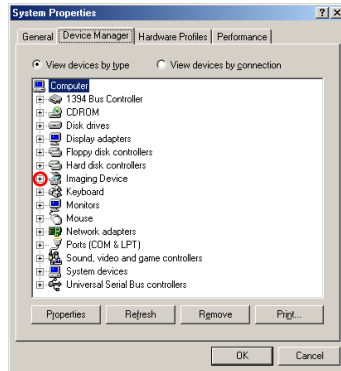 System Properties
General Device Manager Hardware Profiles Performance
View devices by type View devices by connection
Computer
1394 Bus Controller
CDROM
Disk drives
Display adapters
Floppy disk controllers
Hard disk controllers
Imaging Device
Keyboard
Monitors
Mouse
Network adapters
Ports (COM & LPT)
Sound, video and game controllers
System devices
Universal Serial Bus controllers
Properties Refresh Remove Print...
OK Cancel